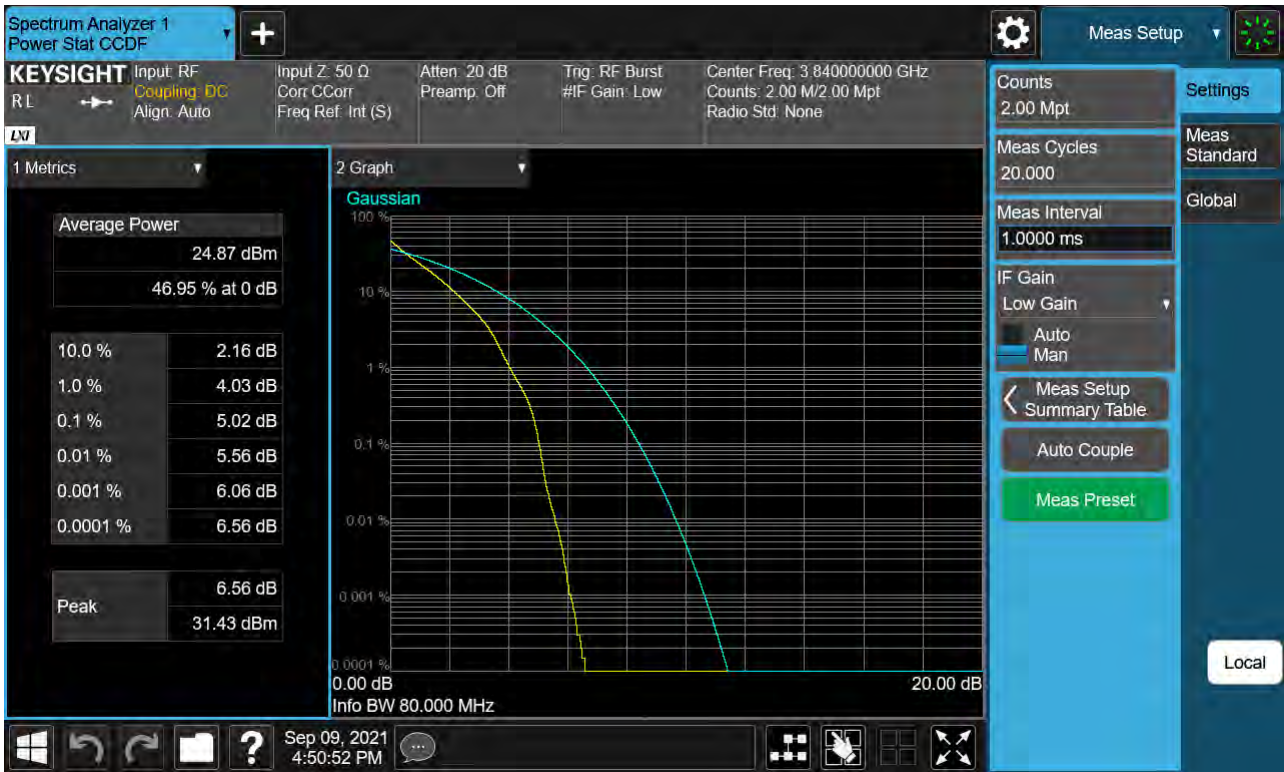 Spectrum Analyzer 1
Power Stat CCDF
+
Meas Setup
KEYSIGHT
RL
LXI
Input: RF
Coupling: DC
Align: Auto
Input Z: 50 Ω
Corr CCorr
Freq Ref: Int (S)
Atten: 20 dB
Preamp: Off
Trig: RF Burst
#IF Gain: Low
Center Freq: 3.840000000 GHz
Counts: 2.00 M/2.00 Mpt
Radio Std: None
1 Metrics
Average Power
24.87 dBm
46.95 % at 0 dB
10.0 % 2.16 dB
1.0 % 4.03 dB
0.1 % 5.02 dB
0.01 % 5.56 dB
0.001 % 6.06 dB
0.0001 % 6.56 dB
Peak
6.56 dB
31.43 dBm
2 Graph
Gaussian
100 %
10 %
1 %
0.1 %
0.01 %
0.001 %
0.0001 %
0.00 dB 20.00 dB
Info BW 80.000 MHz
Counts
2.00 Mpt
Meas Cycles
20.000
Meas Interval
1.0000 ms
IF Gain
Low Gain
Auto
Man
Meas Setup
Summary Table
Auto Couple
Meas Preset
Settings
Meas
Standard
Global
Local
?
Sep 09, 2021
4:50:52 PM